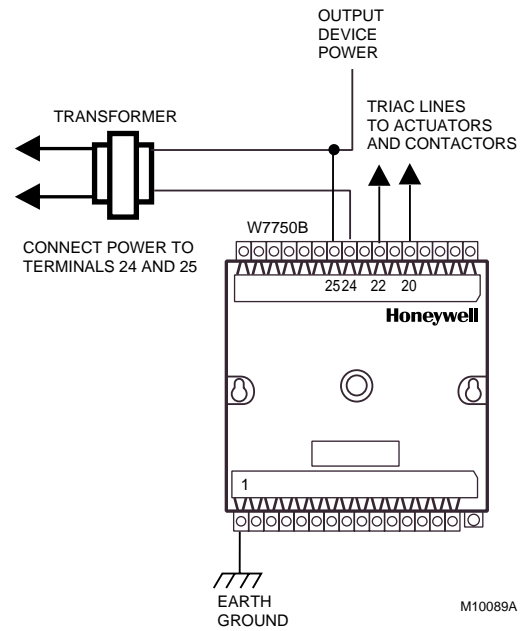 OUTPUT
DEVICE
POWER
TRIAC LINES
TO ACTUATORS
AND CONTACTORS
TRANSFORMER
CONNECT POWER TO
TERMINALS 24 AND 25
W7750B
25 24 22 20
Honeywell
1
EARTH
GROUND
M10089A